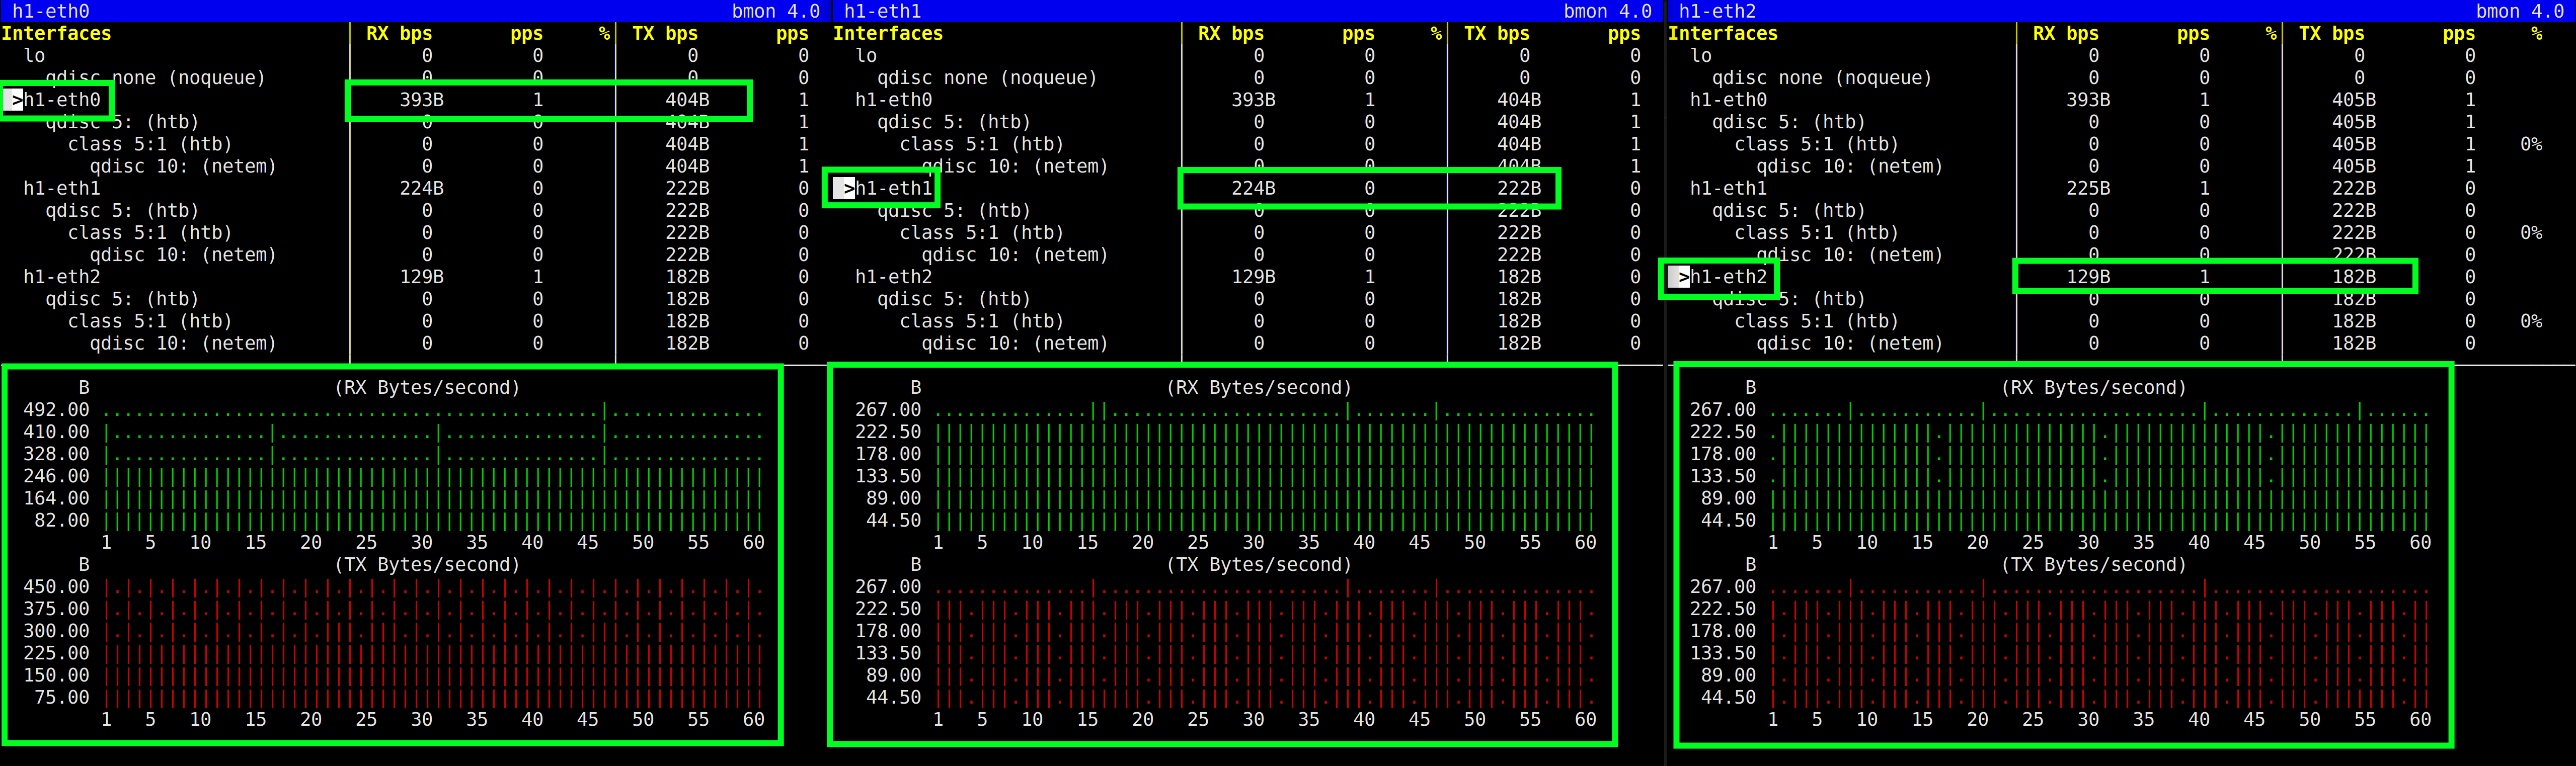 h1-eth0 bmon 4.0
Interfaces RX bps pps % TX bps pps
lo 0 0 0 0
qdisc none (noqueue) 0 0 0 0
>h1-eth0 393B 1 404B 1
qdisc 5: (htb) 0 0 404B 1
class 5:1 (htb) 0 0 404B 1
qdisc 10: (netem) 0 0 404B 1
h1-eth1 224B 0 222B 0
qdisc 5: (htb) 0 0 222B 0
class 5:1 (htb) 0 0 222B 0
qdisc 10: (netem) 0 0 222B 0
h1-eth2 129B 1 182B 0
qdisc 5: (htb) 0 0 182B 0
class 5:1 (htb) 0 0 182B 0
qdisc 10: (netem) 0 0 182B 0
B (RX Bytes/second)
492.00
410.00
328.00
246.00
164.00
82.00
1 5 10 15 20 25 30 35 40 45 50 55 60
B (TX Bytes/second)
450.00
375.00
300.00
225.00
150.00
75.00
1 5 10 15 20 25 30 35 40 45 50 55 60
h1-eth1 bmon 4.0
Interfaces RX bps pps % TX bps pps
lo 0 0 0 0
qdisc none (noqueue) 0 0 0 0
h1-eth0 393B 1 404B 1
qdisc 5: (htb) 0 0 404B 1
class 5:1 (htb) 0 0 404B 1
qdisc 10: (netem) 0 0 404B 1
>h1-eth1 224B 0 222B 0
qdisc 5: (htb) 0 0 222B 0
class 5:1 (htb) 0 0 222B 0
qdisc 10: (netem) 0 0 222B 0
h1-eth2 129B 1 182B 0
qdisc 5: (htb) 0 0 182B 0
class 5:1 (htb) 0 0 182B 0
qdisc 10: (netem) 0 0 182B 0
B (RX Bytes/second)
267.00
222.50
178.00
133.50
89.00
44.50
1 5 10 15 20 25 30 35 40 45 50 55 60
B (TX Bytes/second)
267.00
222.50
178.00
133.50
89.00
44.50
1 5 10 15 20 25 30 35 40 45 50 55 60
h1-eth2 bmon 4.0
Interfaces RX bps pps % TX bps pps %
lo 0 0 0 0
qdisc none (noqueue) 0 0 0 0
h1-eth0 393B 1 405B 1
qdisc 5: (htb) 0 0 405B 1
class 5:1 (htb) 0 0 405B 1 0%
qdisc 10: (netem) 0 0 405B 1
h1-eth1 225B 1 222B 0
qdisc 5: (htb) 0 0 222B 0
class 5:1 (htb) 0 0 222B 0 0%
qdisc 10: (netem) 0 0 222B 0
>h1-eth2 129B 1 182B 0
qdisc 5: (htb) 0 0 182B 0
class 5:1 (htb) 0 0 182B 0 0%
qdisc 10: (netem) 0 0 182B 0
B (RX Bytes/second)
267.00
222.50
178.00
133.50
89.00
44.50
1 5 10 15 20 25 30 35 40 45 50 55 60
B (TX Bytes/second)
267.00
222.50
178.00
133.50
89.00
44.50
1 5 10 15 20 25 30 35 40 45 50 55 60